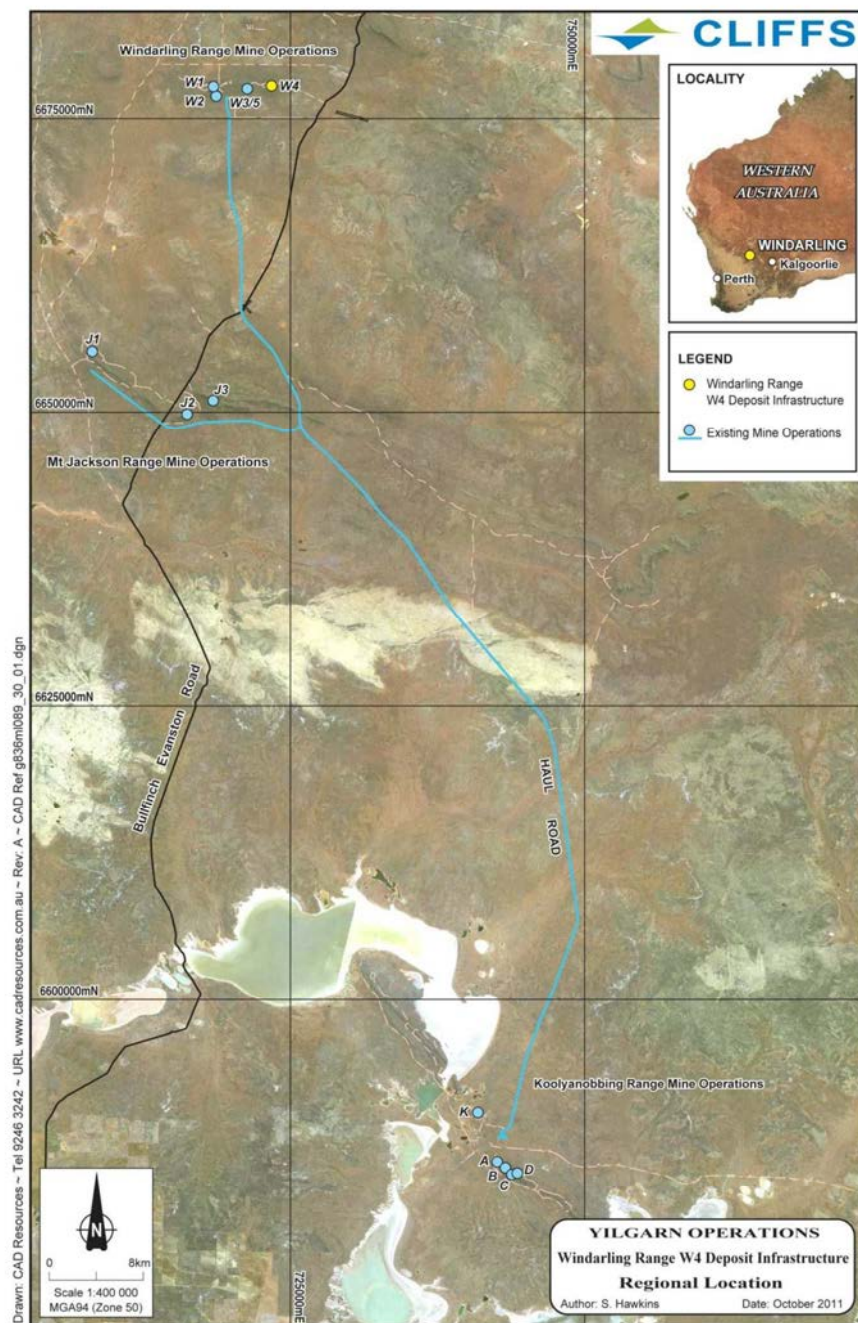 CLIFFS
Windarling Range Mine Operations
750000mE
W1
W2
W3/5
W4
6675000mN
LOCALITY
WESTERN
AUSTRALIA
WINDARLING
Kalgoorlie
Perth
LEGEND
Windarling Range
W4 Deposit Infrastructure
Existing Mine Operations
J1
J3
J2
6650000mN
Mt Jackson Range Mine Operations
6625000mN
Bullfinch Evanston Road
HAUL ROAD
6600000mN
Koolyanobbing Range Mine Operations
K
A
B
C
D
N
0 8km
Scale 1:400 000
MGA94 (Zone 50)
725000mE
YILGARN OPERATIONS
Windarling Range W4 Deposit Infrastructure
Regional Location
Author: S. Hawkins Date: October 2011
Drawn: CAD Resources ~ Tel 9246 3242 ~ URL www.cadresources.com.au ~ Rev: A ~ CAD Ref g836ml089_30_01.dgn